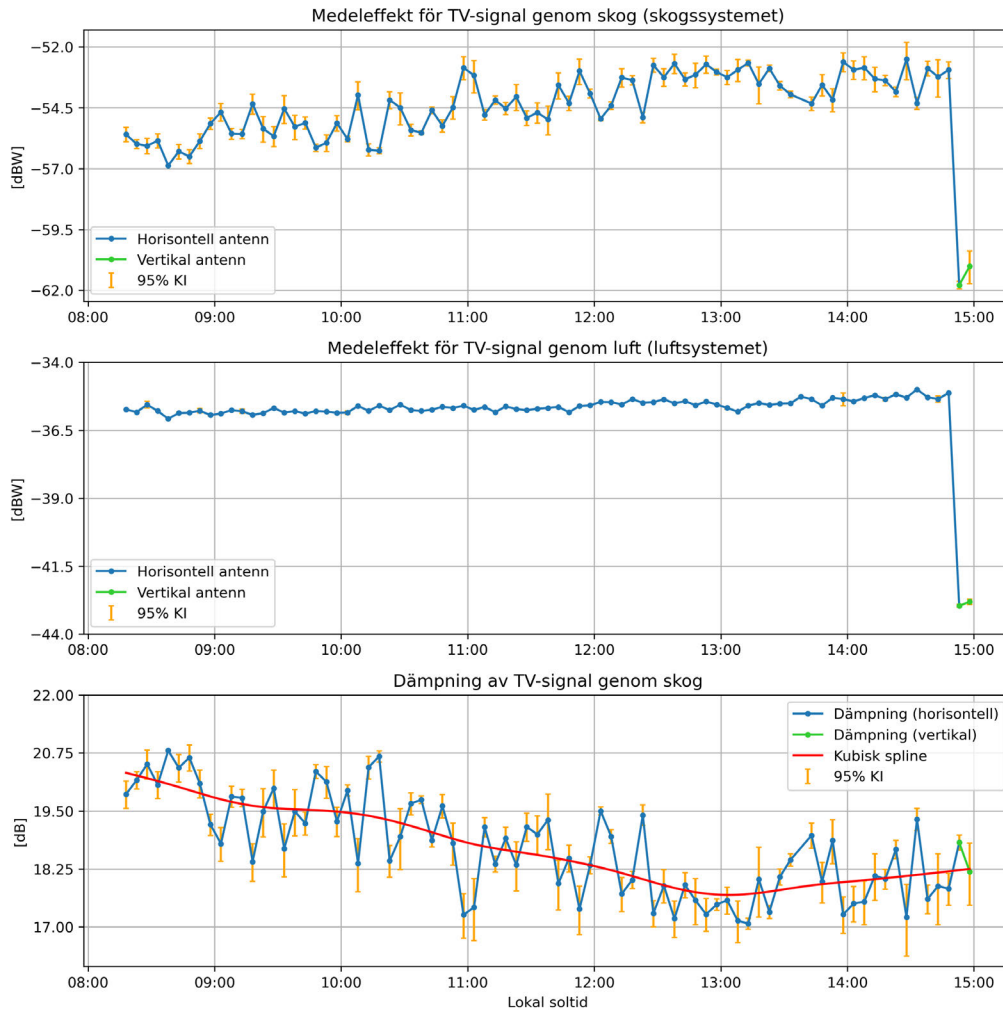 Medeleffekt för TV-signal genom skog (skogssystemet)
−52.0
−54.5
−57.0
−59.5
−62.0
[dBW]
Horisontell antenn
Vertikal antenn
95% KI
08:00 09:00 10:00 11:00 12:00 13:00 14:00 15:00
Medeleffekt för TV-signal genom luft (luftsystemet)
−34.0
−36.5
−39.0
−41.5
−44.0
[dBW]
Horisontell antenn
Vertikal antenn
95% KI
08:00 09:00 10:00 11:00 12:00 13:00 14:00 15:00
Dämpning av TV-signal genom skog
22.00
20.75
19.50
18.25
17.00
[dB]
Dämpning (horisontell)
Dämpning (vertikal)
Kubisk spline
95% KI
08:00 09:00 10:00 11:00 12:00 13:00 14:00 15:00
Lokal soltid